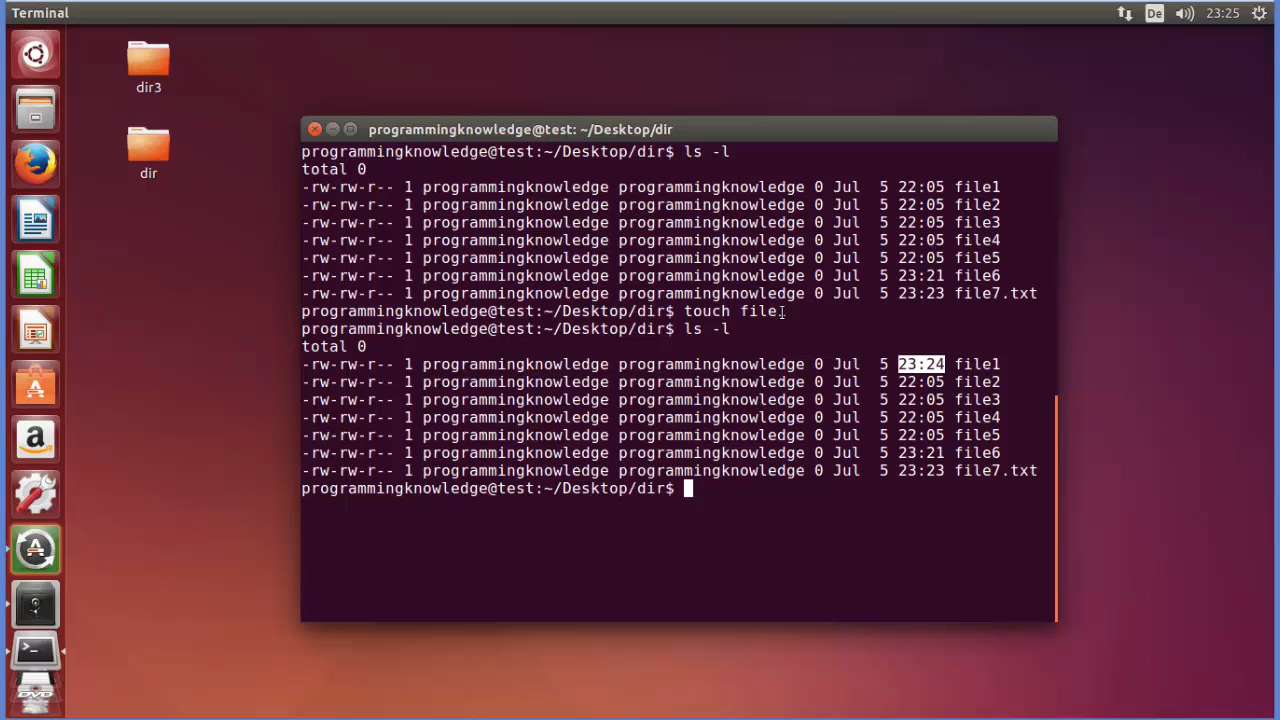 Terminal
De
23:25
dir3
dir
programmingknowledge@test: ~/Desktop/dir
programmingknowledge@test:~/Desktop/dir$ ls -l
total 0
-rw-rw-r-- 1 programmingknowledge programmingknowledge 0 Jul  5 22:05 file1
-rw-rw-r-- 1 programmingknowledge programmingknowledge 0 Jul  5 22:05 file2
-rw-rw-r-- 1 programmingknowledge programmingknowledge 0 Jul  5 22:05 file3
-rw-rw-r-- 1 programmingknowledge programmingknowledge 0 Jul  5 22:05 file4
-rw-rw-r-- 1 programmingknowledge programmingknowledge 0 Jul  5 22:05 file5
-rw-rw-r-- 1 programmingknowledge programmingknowledge 0 Jul  5 23:21 file6
-rw-rw-r-- 1 programmingknowledge programmingknowledge 0 Jul  5 23:23 file7.txt
programmingknowledge@test:~/Desktop/dir$ touch file
programmingknowledge@test:~/Desktop/dir$ ls -l
total 0
-rw-rw-r-- 1 programmingknowledge programmingknowledge 0 Jul  5 23:24 file1
-rw-rw-r-- 1 programmingknowledge programmingknowledge 0 Jul  5 22:05 file2
-rw-rw-r-- 1 programmingknowledge programmingknowledge 0 Jul  5 22:05 file3
-rw-rw-r-- 1 programmingknowledge programmingknowledge 0 Jul  5 22:05 file4
-rw-rw-r-- 1 programmingknowledge programmingknowledge 0 Jul  5 22:05 file5
-rw-rw-r-- 1 programmingknowledge programmingknowledge 0 Jul  5 23:21 file6
-rw-rw-r-- 1 programmingknowledge programmingknowledge 0 Jul  5 23:23 file7.txt
programmingknowledge@test:~/Desktop/dir$
a
DVD